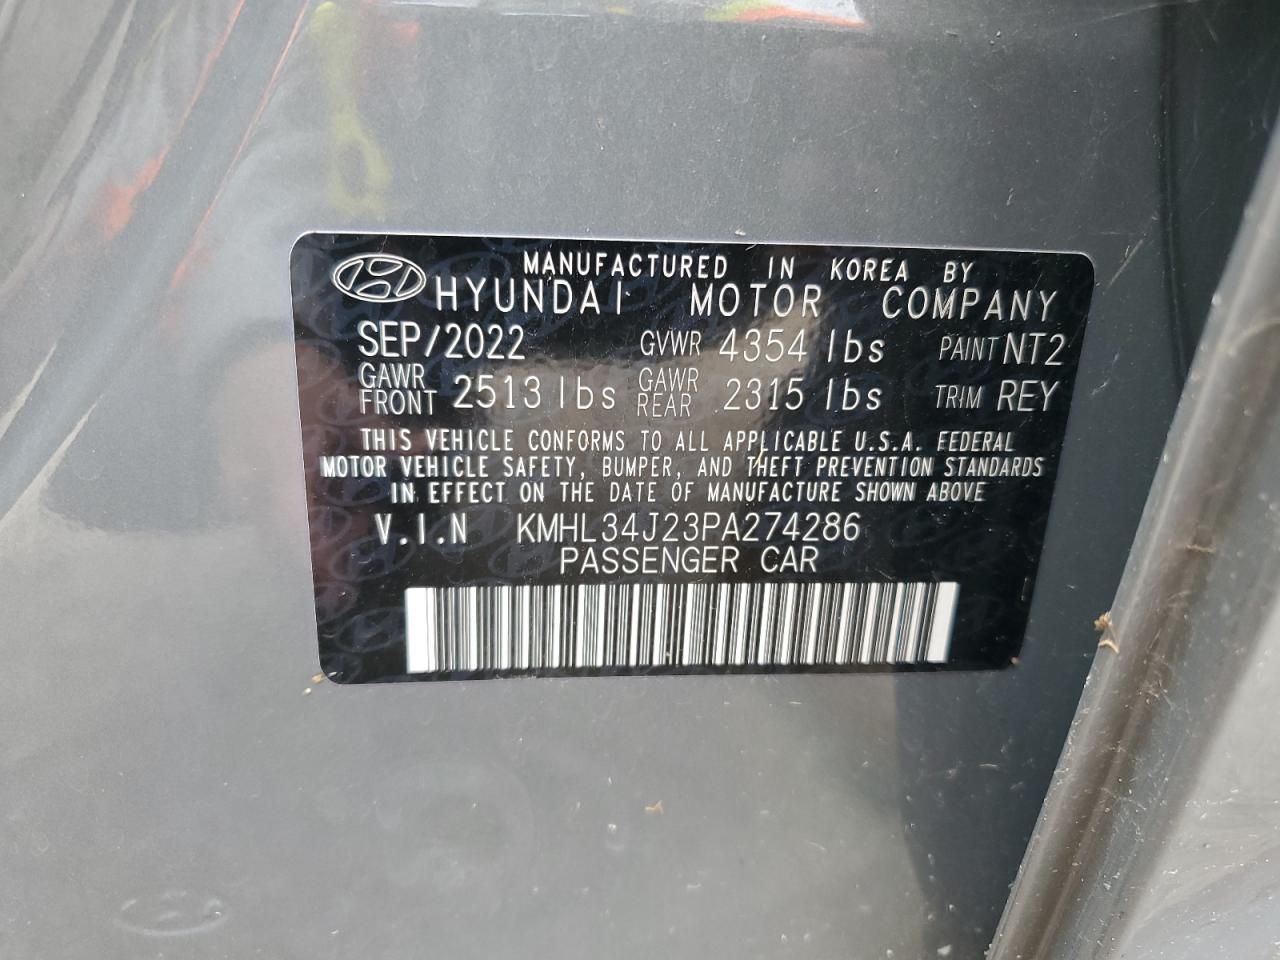 MANUFACTURED IN KOREA BY
HYUNDAI MOTOR COMPANY
SEP/2022 GVWR 4354 lbs PAINT NT2
GAWR FRONT 2513 lbs GAWR REAR 2315 lbs TRIM REY
THIS VEHICLE CONFORMS TO ALL APPLICABLE U.S.A. FEDERAL
MOTOR VEHICLE SAFETY, BUMPER, AND THEFT PREVENTION STANDARDS
IN EFFECT ON THE DATE OF MANUFACTURE SHOWN ABOVE
V.I.N KMHL34J23PA274286
PASSENGER CAR